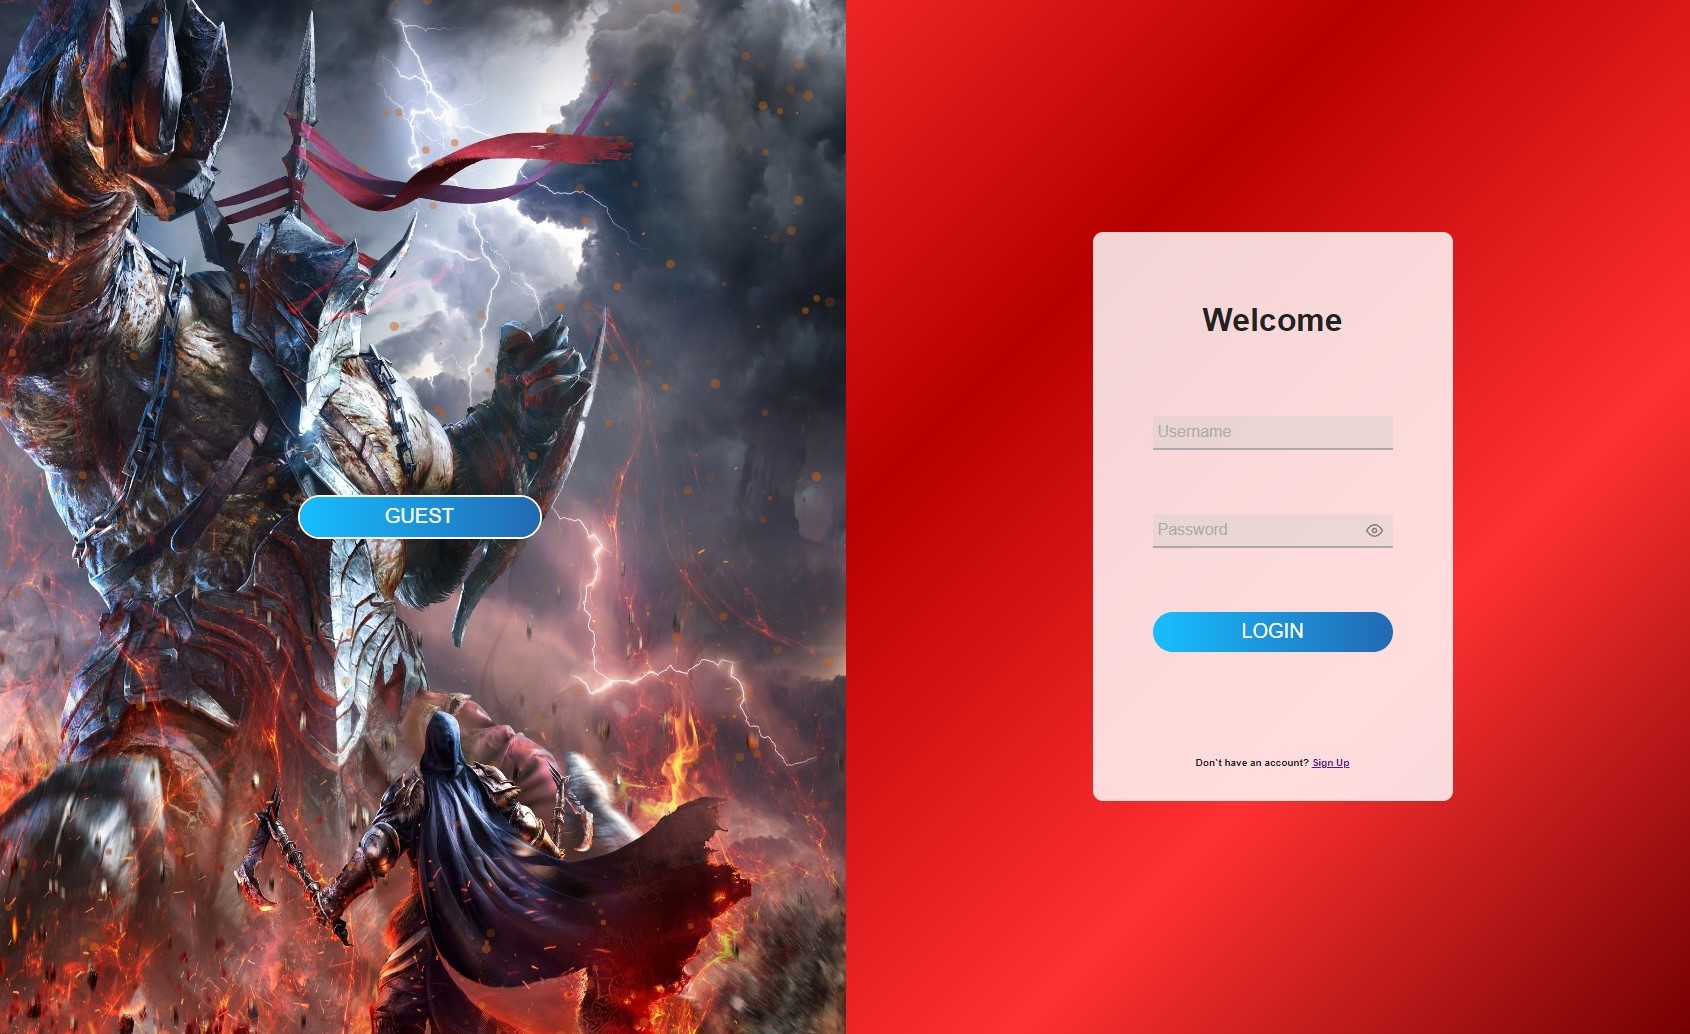 GUEST
Welcome
Username
Password
LOGIN
Don`t have an account? Sign Up